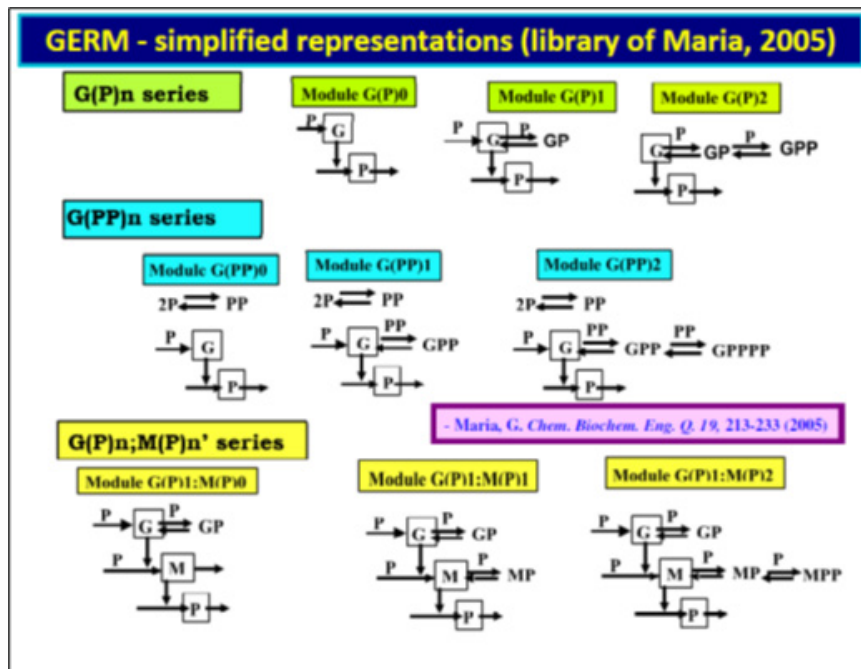 GERM - simplified representations (library of Maria, 2005)
G(P)n series
Module G(P)0
Module G(P)1
Module G(P)2
P G
P
P G P GP
P
G P GP P GPP
P
G(PP)n series
Module G(PP)0
Module G(PP)1
Module G(PP)2
2P PP
2P PP
2P PP
P G
P
P G PP GPP
P
P G PP GPP PP GPPPP
P
- Maria, G. Chem. Biochem. Eng. Q. 19, 213-233 (2005)
G(P)n;M(P)n' series
Module G(P)1:M(P)0
Module G(P)1:M(P)1
Module G(P)1:M(P)2
P G P GP
P M
P
P G P GP
P M P MP
P
P G P GP
P M P MP P MPP
P